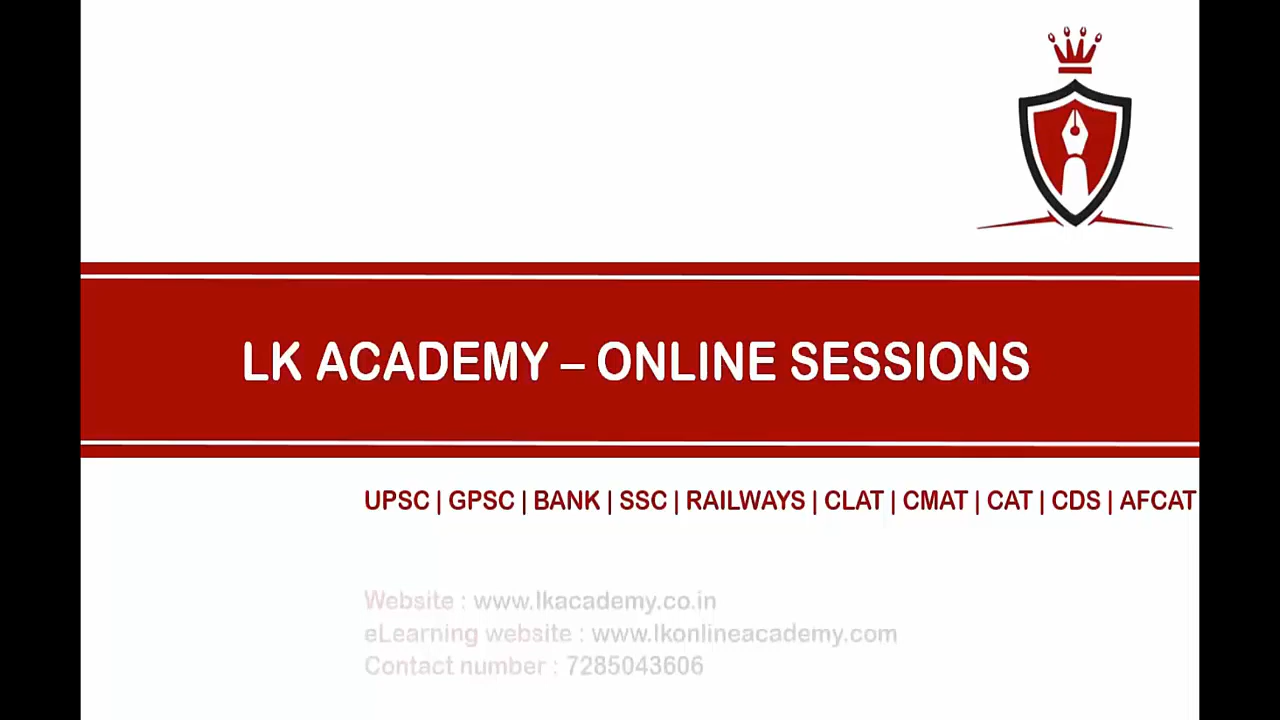 LK ACADEMY – ONLINE SESSIONS
UPSC | GPSC | BANK | SSC | RAILWAYS | CLAT | CMAT | CAT | CDS | AFCAT
Website : www.lkacademy.co.in
eLearning website : www.lkonlineacademy.com
Contact number : 7285043606